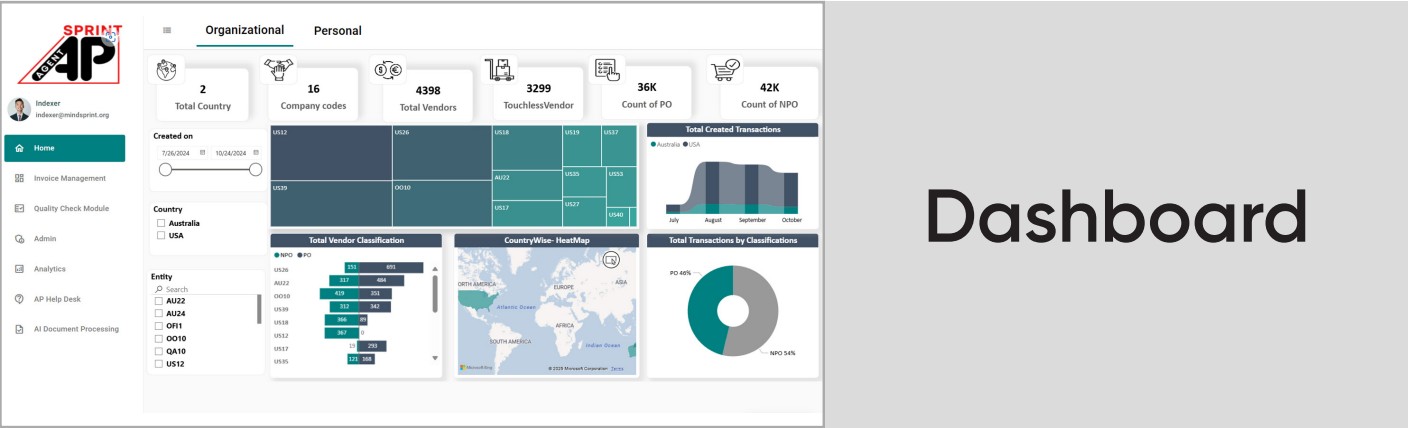 SPRINT
AGENT
AP
Indexer
indexer@mindsprint.org
Home
Invoice Management
Quality Check Module
Admin
Analytics
AP Help Desk
AI Document Processing
Organizational
Personal
2
Total Country
16
Company codes
4398
Total Vendors
3299
TouchlessVendor
36K
Count of PO
42K
Count of NPO
Created on
7/26/2024
10/24/2024
Country
Australia
USA
Entity
Search
AU22
AU24
OFI1
OO10
QA10
US12
US12
US39
US26
OO10
US18
AU22
US17
US19
US37
US35
US53
US27
US40
Total Created Transactions
Australia USA
July August September October
Total Vendor Classification
NPO PO
US26 151 691
AU22 317 484
OO10 419 351
US39 312 342
US18 366 89
US12 367 0
US17 19 293
US35 121 168
CountryWise- HeatMap
ORTH AMERICA
EUROPE
ASIA
Atlantic Ocean
AFRICA
SOUTH AMERICA
Indian Ocean
Microsoft Bing
© 2025 Microsoft Corporation Terms
Total Transactions by Classifications
PO 46%
NPO 54%
Dashboard